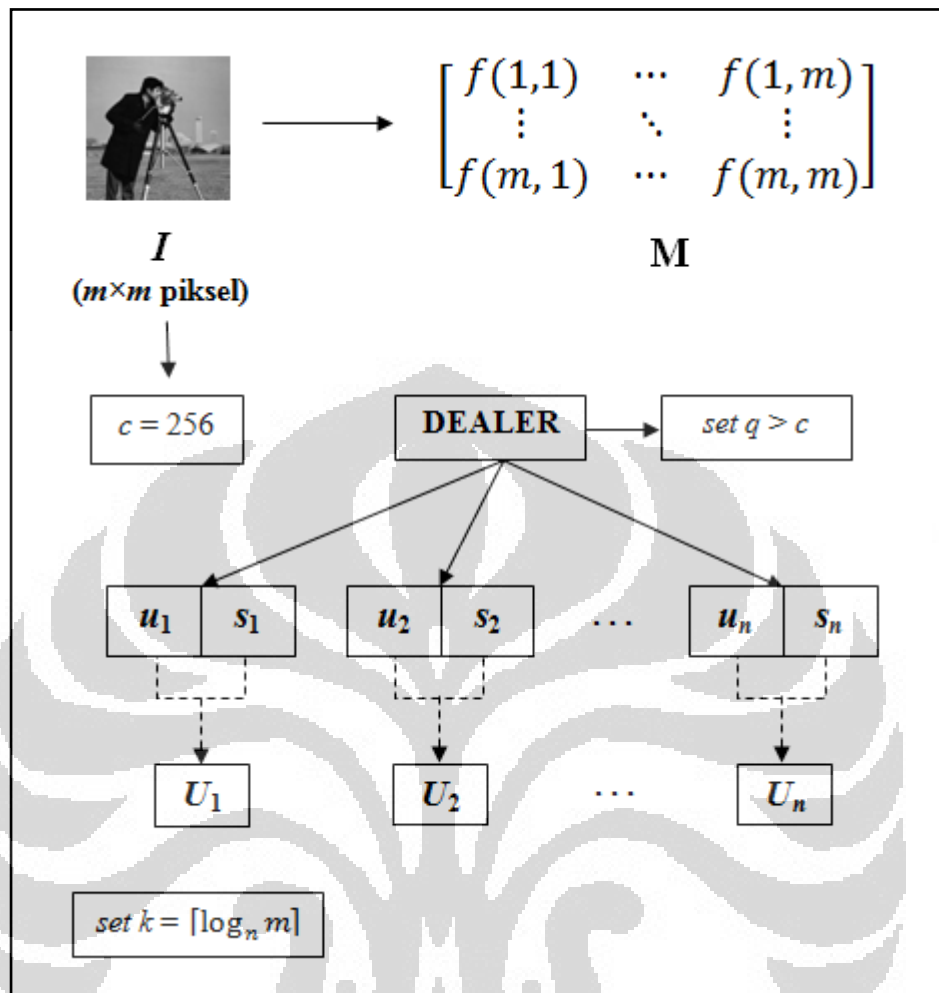 f(1,1) ⋯ f(1, m)
⋮ ⋱ ⋮
f(m, 1) ⋯ f(m, m)
I
M
(m×m piksel)
c = 256
DEALER
set q > c
u₁ s₁ u₂ s₂ . . . uₙ sₙ
U₁ U₂ . . . Uₙ
set k = ⌈logₙ m⌉